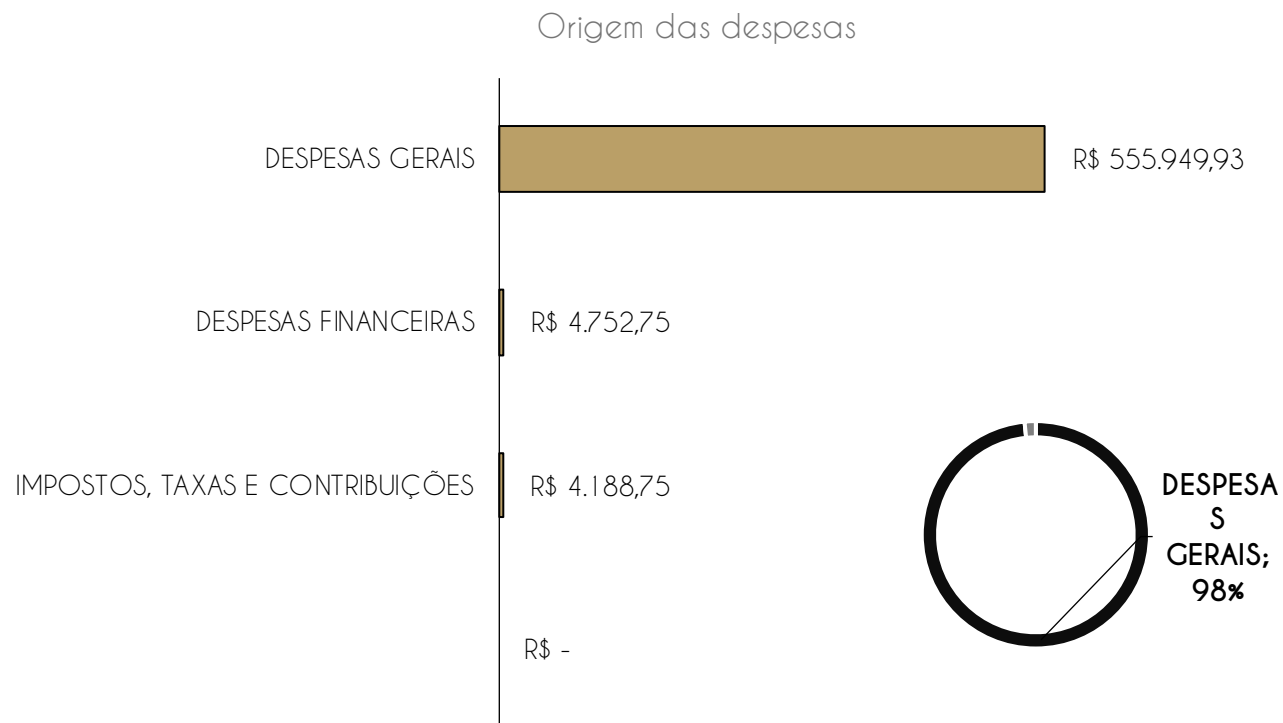 Origem das despesas
DESPESAS GERAIS
R$ 555.949,93
DESPESAS FINANCEIRAS
R$ 4.752,75
IMPOSTOS, TAXAS E CONTRIBUIÇÕES
R$ 4.188,75
R$ -
DESPESA
S
GERAIS;
98%